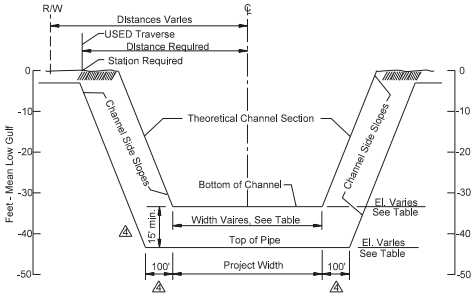 R/W
C
L
Distances Varies
USED Traverse
Distance Required
Station Required
0
0
Channel Side Slopes
Theoretical Channel Section
Channel Side Slopes
-10
-10
-20
-20
Feet - Mean Low Gulf
Bottom of Channel
-30
-30
El. Varies
See Table
15' min.
Width Vaires, See Table
4
Top of Pipe
-40
-40
El. Varies
See Table
100'
Project Width
100'
-50
-50
4
4